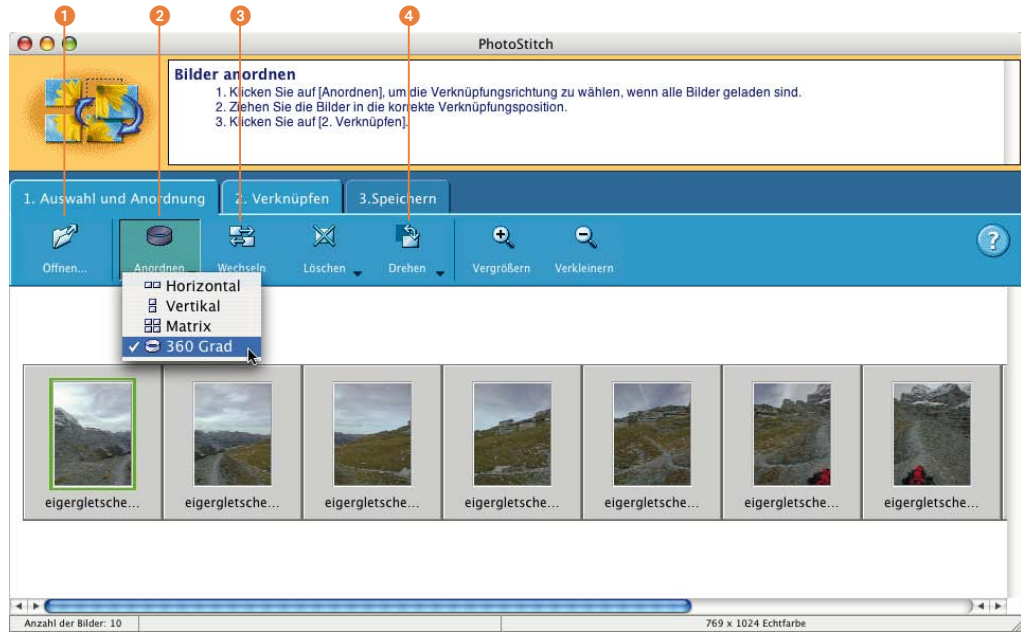 1 2 3 4
PhotoStitch
Bilder anordnen
1. Klicken Sie auf [Anordnen], um die Verknüpfungsrichtung zu wählen, wenn alle Bilder geladen sind.
2. Ziehen Sie die Bilder in die korrekte Verknüpfungsposition.
3. Klicken Sie auf [2. Verknüpfen].
1. Auswahl und Anordnung 2. Verknüpfen 3.Speichern
Öffnen... Anordnen Wechseln Löschen Drehen Vergrößern Verkleinern ?
Horizontal
Vertikal
Matrix
✓ 360 Grad
eigergletsche... eigergletsche... eigergletsche... eigergletsche... eigergletsche... eigergletsche... eigergletsche...
Anzahl der Bilder: 10 769 x 1024 Echtfarbe